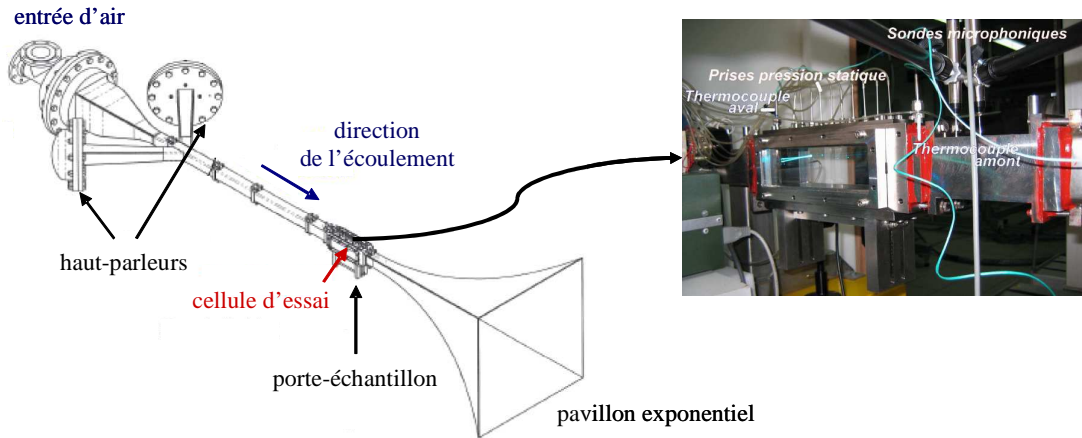 entrée d'air
direction
de l'écoulement
haut-parleurs
cellule d'essai
porte-échantillon
pavillon exponentiel
Sondes microphoniques
Prises pression statique
Thermocouple
aval
Thermocouple
amont